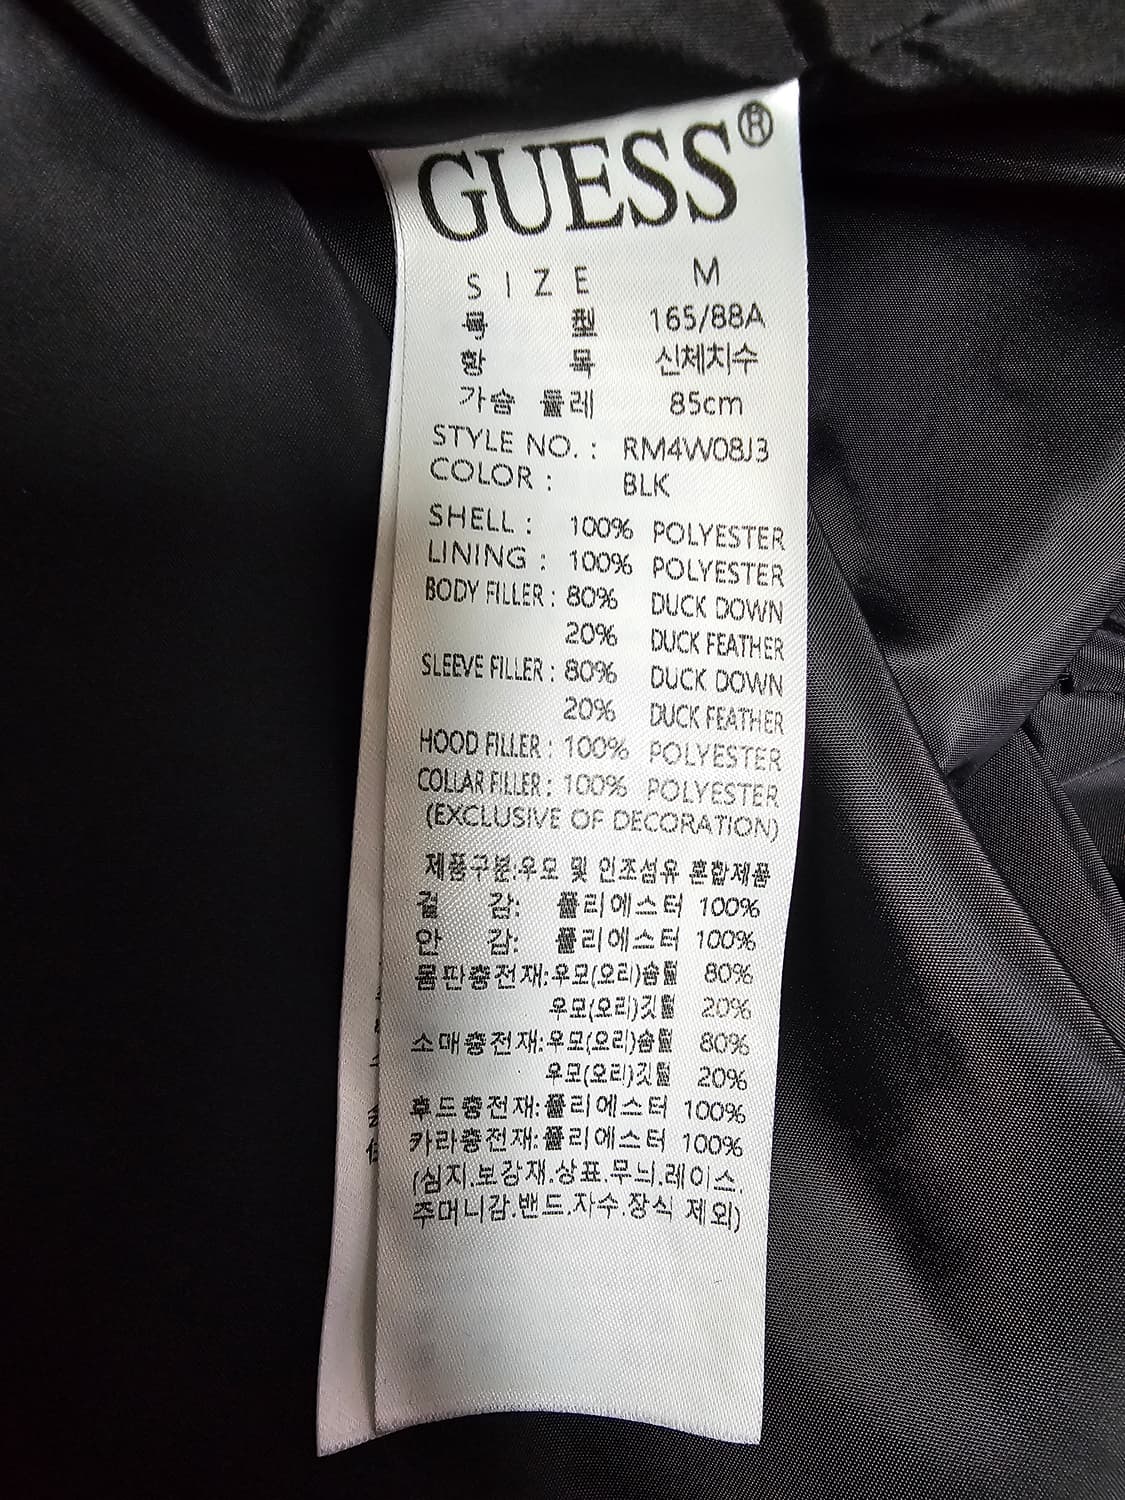 GUESS®
SIZE M
号型 165/88A
항목 신체치수
가슴둘레 85cm
STYLE NO. : RM4W08J3
COLOR : BLK
SHELL : 100% POLYESTER
LINING : 100% POLYESTER
BODY FILLER : 80% DUCK DOWN
20% DUCK FEATHER
SLEEVE FILLER : 80% DUCK DOWN
20% DUCK FEATHER
HOOD FILLER : 100% POLYESTER
COLLAR FILLER : 100% POLYESTER
(EXCLUSIVE OF DECORATION)
제품구분:우모 및 인조섬유 혼합제품
겉감: 폴리에스터 100%
안감: 폴리에스터 100%
몸판충전재:우모(오리)솜털 80%
우모(오리)깃털 20%
소매충전재:우모(오리)솜털 80%
우모(오리)깃털 20%
후드충전재:폴리에스터 100%
카라충전재:폴리에스터 100%
(심지.보강재.상표.무늬.레이스.
주머니감.밴드.자수.장식 제외)